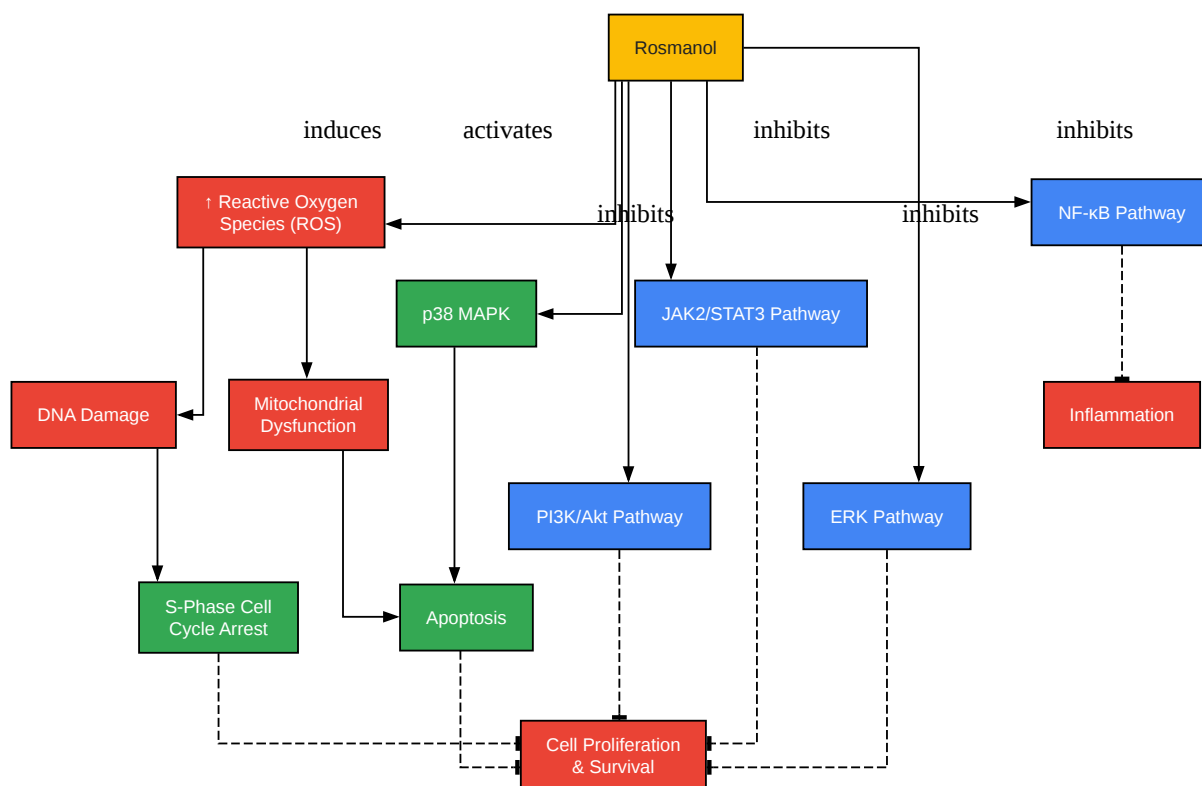 Rosmanol
induces
activates
inhibits
inhibits
↑ Reactive Oxygen
Species (ROS)
inhibits
inhibits
NF-κB Pathway
p38 MAPK
JAK2/STAT3 Pathway
DNA Damage
Mitochondrial
Dysfunction
Inflammation
PI3K/Akt Pathway
ERK Pathway
S-Phase Cell
Cycle Arrest
Apoptosis
Cell Proliferation
& Survival